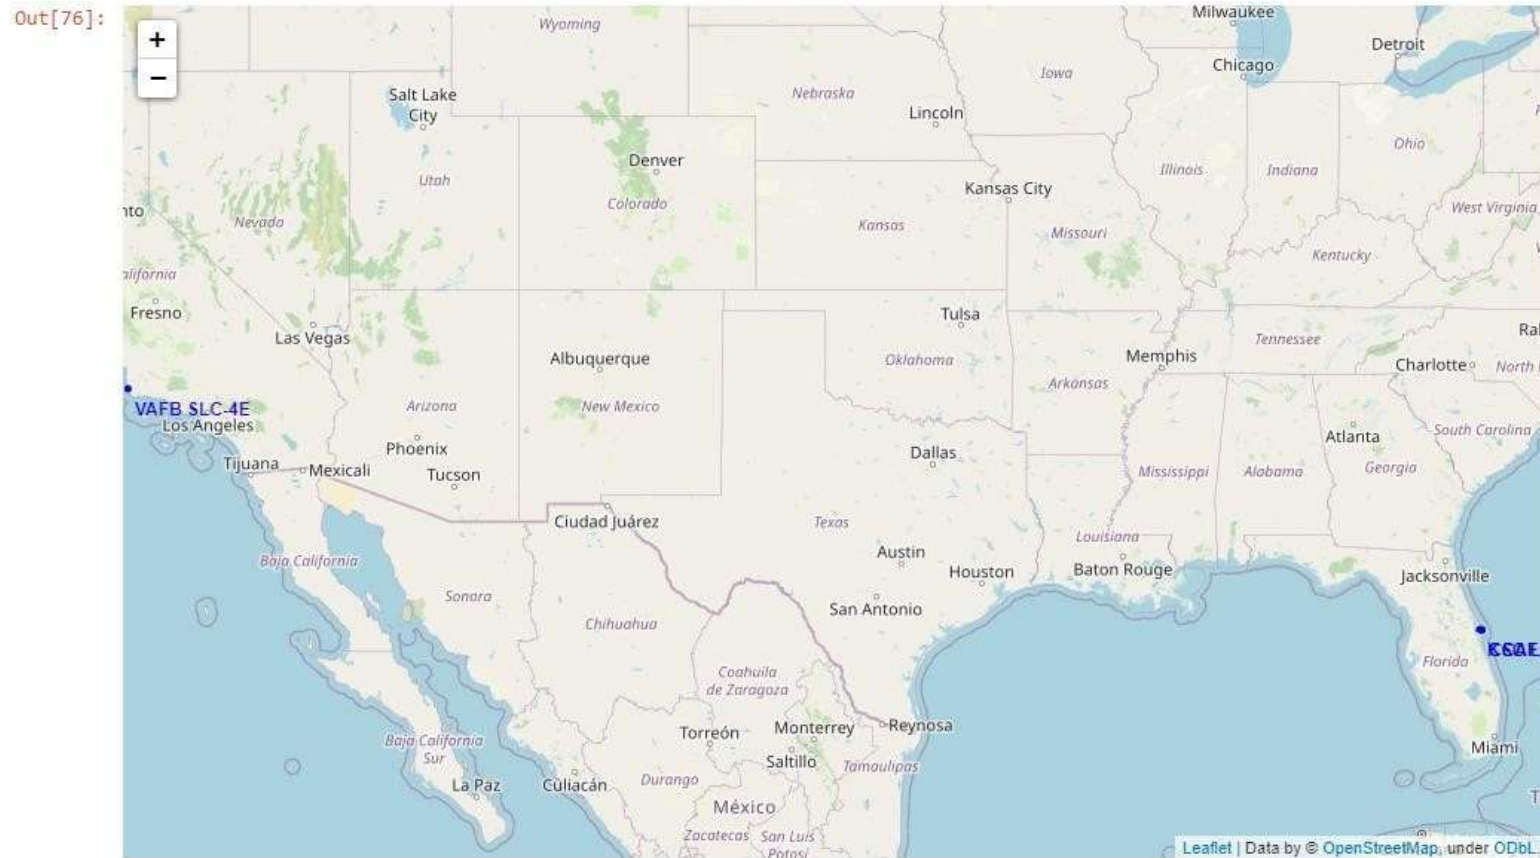 Out[76]:
+
−
Wyoming
Milwaukee
Detroit
Chicago
Iowa
Nebraska
Salt Lake
City
Lincoln
Ohio
Denver
Illinois
Indiana
Utah
Kansas City
Colorado
West Virginia
nto
Nevada
Kansas
Missouri
Kentucky
alifornia
Fresno
Las Vegas
Tulsa
Ral
Tennessee
Albuquerque
Oklahoma
Memphis
Charlotte
North
Arkansas
VAFB SLC-4E
Los Angeles
Arizona
New Mexico
Phoenix
Atlanta
South Carolina
Dallas
Tijuana
Mexicali
Tucson
Mississippi
Alabama
Georgia
Ciudad Juárez
Texas
Louisiana
Baja California
Austin
Houston
Baton Rouge
Jacksonville
Sonora
San Antonio
Chihuahua
Florida
Coahuila
de Zaragoza
Torreón
Monterrey
Reynosa
Baja California
Sur
Saltillo
Tamaulipas
Miami
La Paz
Culiacán
Durango
México
Zacatecas
San Luis
Potosí
Leaflet | Data by © OpenStreetMap, under ODbL